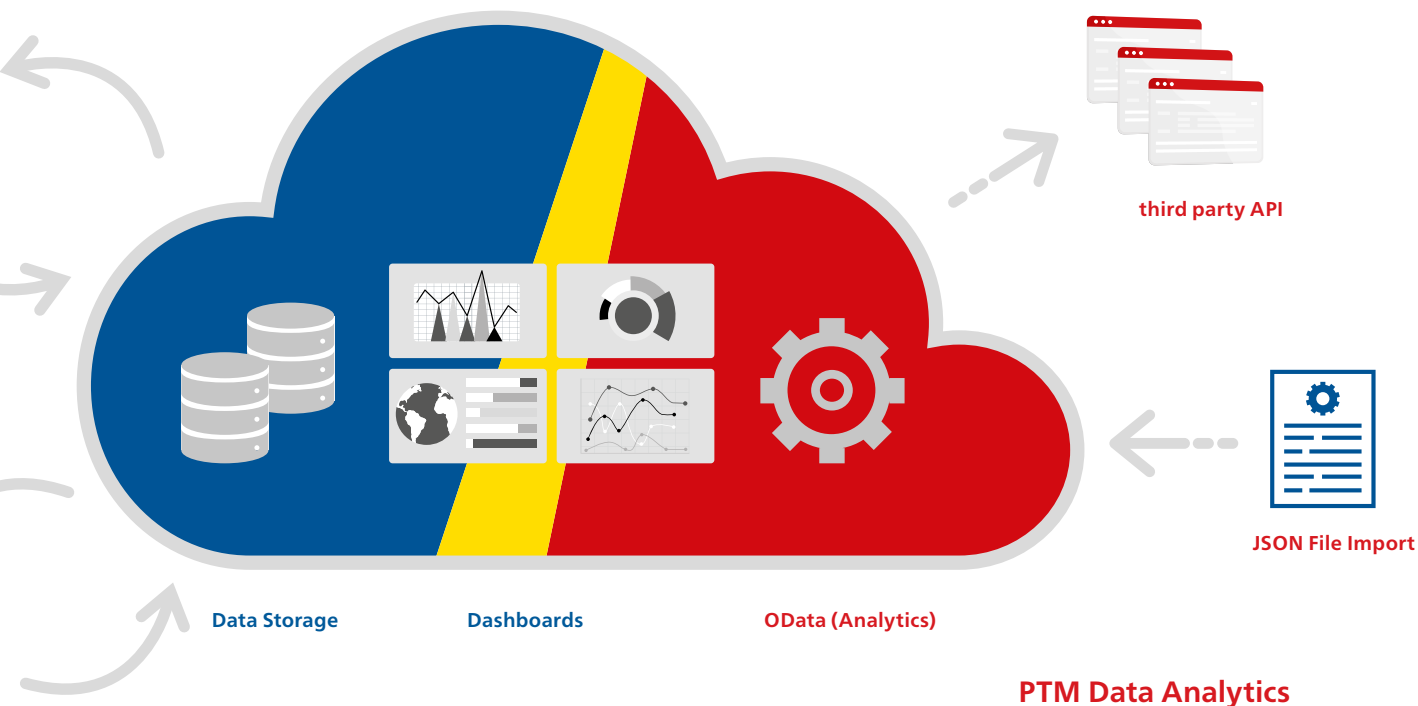 third party API
JSON File Import
Data Storage
Dashboards
OData (Analytics)
PTM Data Analytics